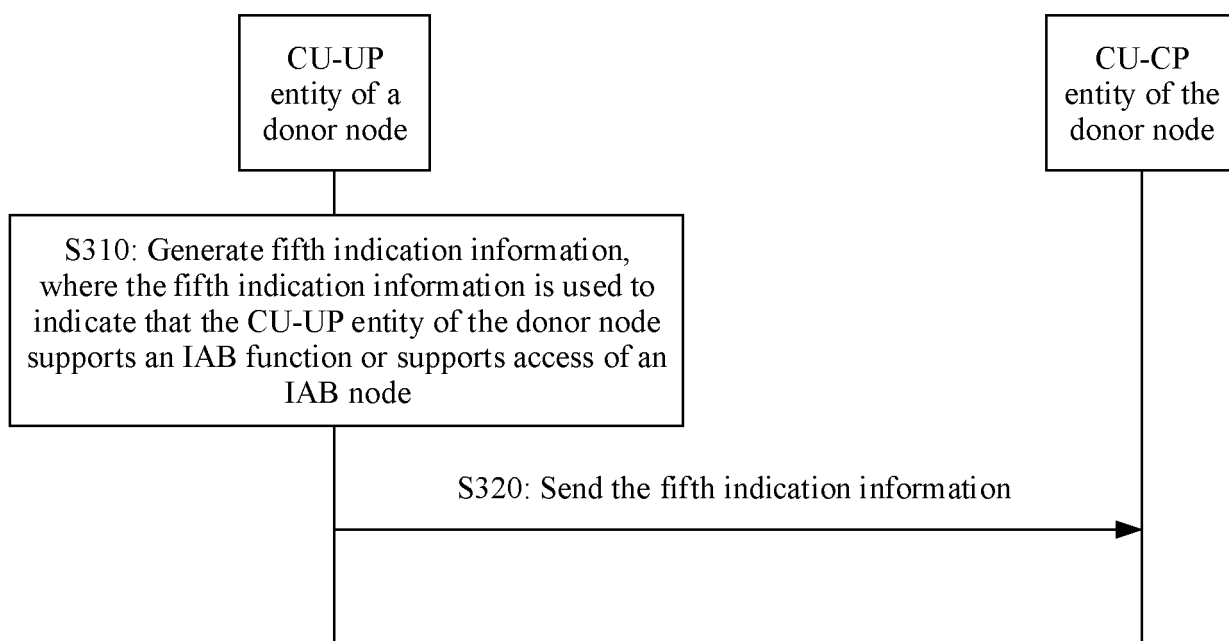 CU-UP
entity of a
donor node
CU-CP
entity of the
donor node
S310: Generate fifth indication information,
where the fifth indication information is used to
indicate that the CU-UP entity of the donor node
supports an IAB function or supports access of an
IAB node
S320: Send the fifth indication information